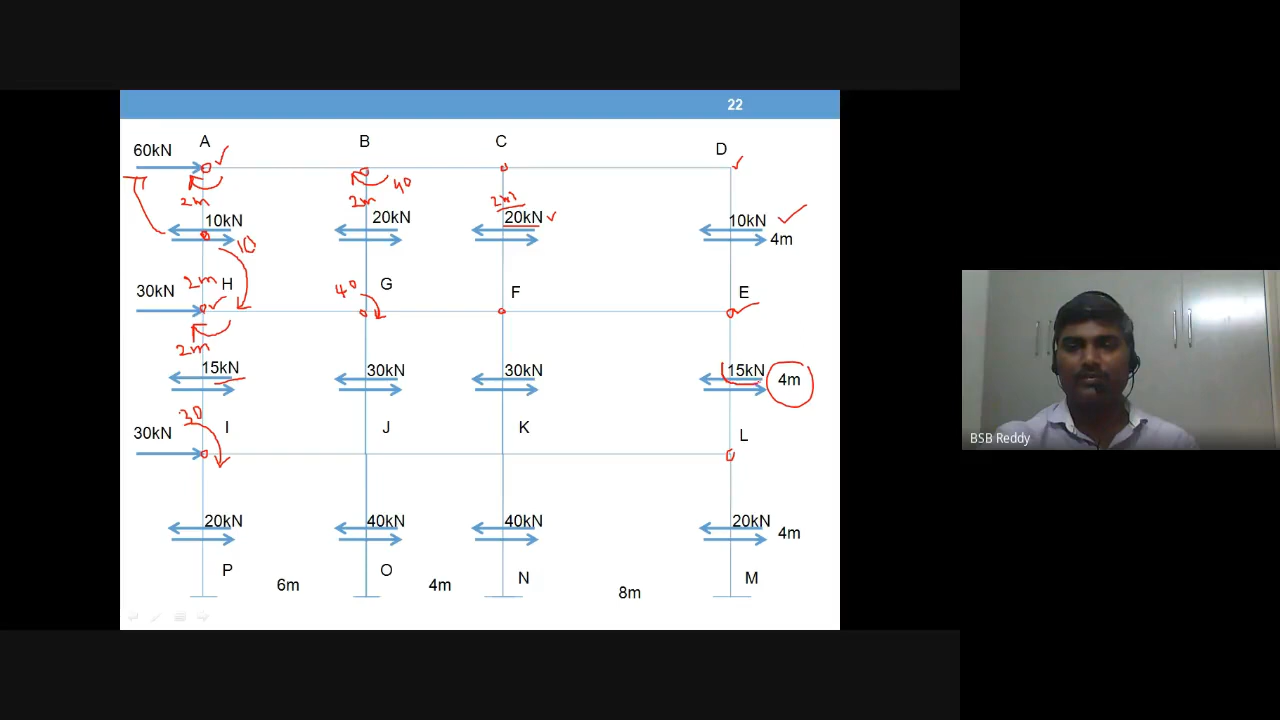 22
A B C D
60kN
2m 2m 40 2m
10kN 20kN 20kN 10kN
10 4m
2m H 40 G F E
30kN
2m
15kN 30kN 30kN 15kN 4m
30 I J K L
30kN
20kN 40kN 40kN 20kN 4m
P O N M
6m 4m 8m
BSB Reddy